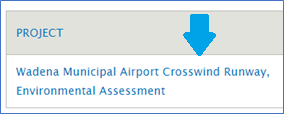 PROJECT
Wadena Municipal Airport Crosswind Runway,
Environmental Assessment